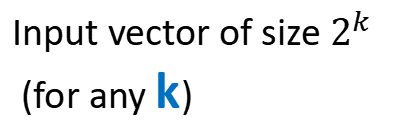 Input vector of size 2^k
(for any k)